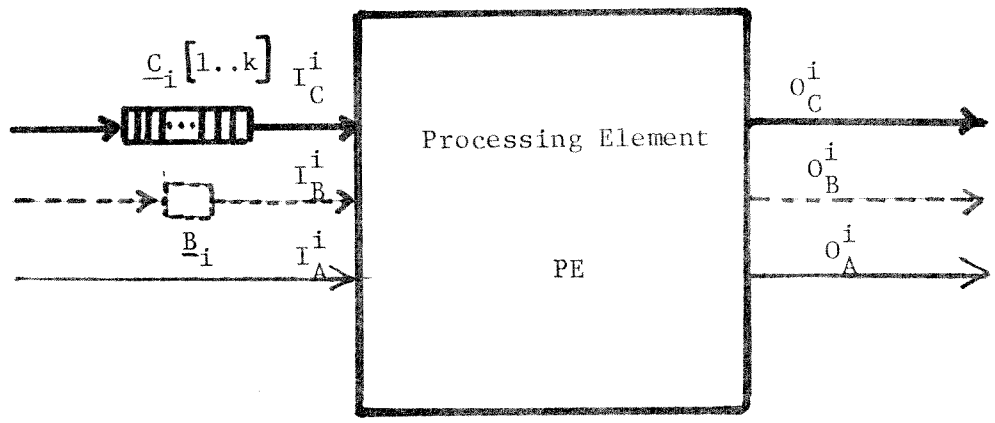 C_i [1..k]
I_C^i
O_C^i
Processing Element
I_B^i
O_B^i
B_i
I_A^i
PE
O_A^i